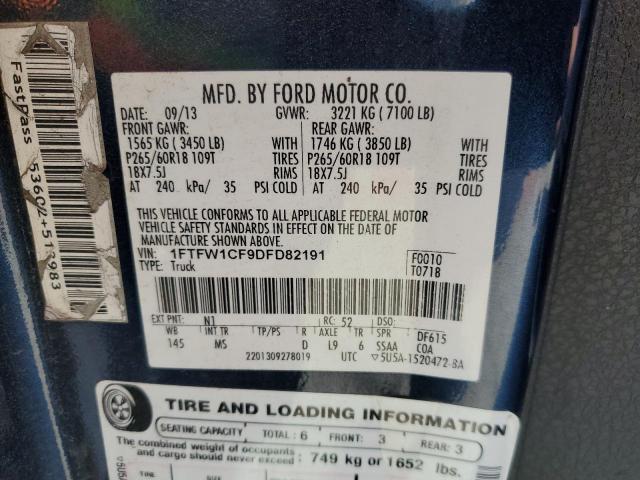 FastPass 53602+513983
MFD. BY FORD MOTOR CO.
DATE: 09/13 GVWR: 3221 KG ( 7100 LB)
FRONT GAWR: REAR GAWR:
1565 KG ( 3450 LB) WITH 1746 KG ( 3850 LB) WITH
P265/60R18 109T TIRES P265/60R18 109T TIRES
18X7.5J RIMS 18X7.5J RIMS
AT 240 kPa/ 35 PSI COLD AT 240 kPa/ 35 PSI COLD
THIS VEHICLE CONFORMS TO ALL APPLICABLE FEDERAL MOTOR
VEHICLE SAFETY STANDARDS IN EFFECT ON THE DATE OF
MANUFACTURE SHOWN ABOVE.
VIN: 1FTFW1CF9DFD82191 F0010
TYPE: Truck T0718
EXT PNT: N1 RC: 52 DSO:
WB INT TR TP/PS R AXLE TR SPR DF615
145 MS D L9 6 SSAA COA
2201309278019 UTC ▽5U5A-1520472-BA
TIRE AND LOADING INFORMATION
SEATING CAPACITY TOTAL : 6 FRONT: 3 REAR: 3
The combined weight of occupants
and cargo should never exceed : 749 kg or 1652 lbs.
TIRE SIZE